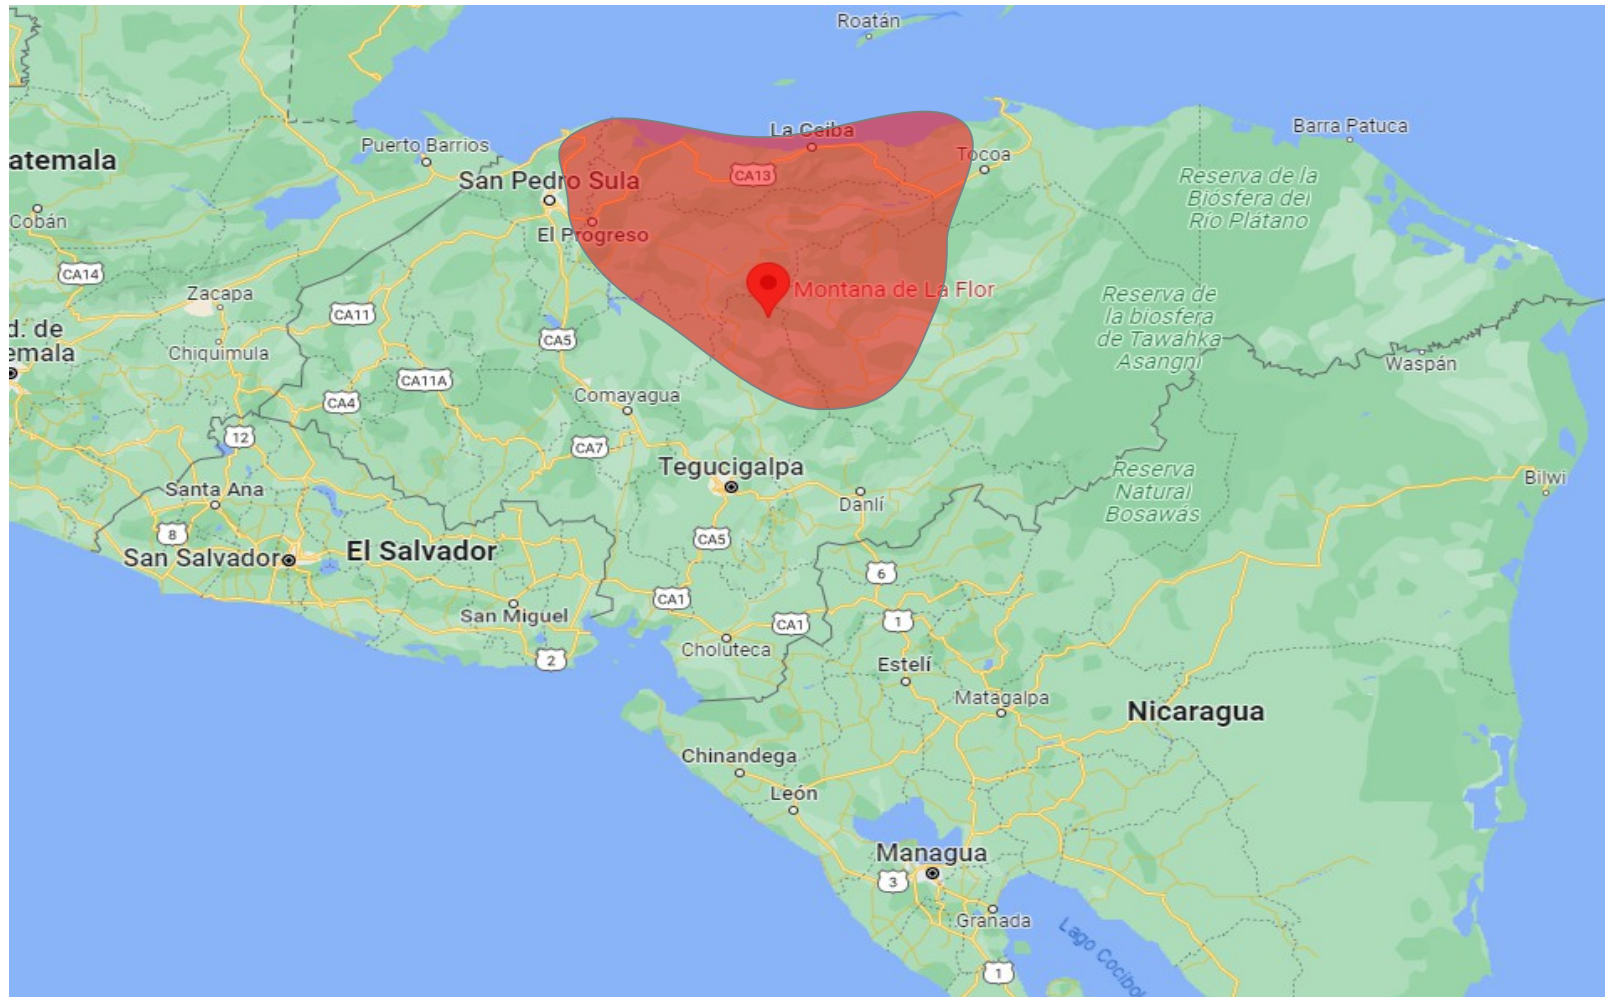 Roatán
La Ceiba
Barra Patuca
Puerto Barrios
atemala
Tocoa
CA13
San Pedro Sula
Reserva de la
Biósfera del
Río Plátano
Cobán
El Progreso
CA14
Montana de La Flor
Zacapa
Reserva de
la biosfera
de Tawahka
Asangni
CA11
d. de
emala
CA5
Chiquimula
Waspán
CA11A
Comayagua
CA4
12
CA7
Tegucigalpa
Reserva
Natural
Bosawás
Bilwi
Santa Ana
Danlí
8
CA5
San Salvador
El Salvador
6
CA1
San Miguel
CA1
1
Choluteca
2
Estelí
Matagalpa
Nicaragua
Chinandega
León
Managua
3
Granada
Lago Cocibol
1